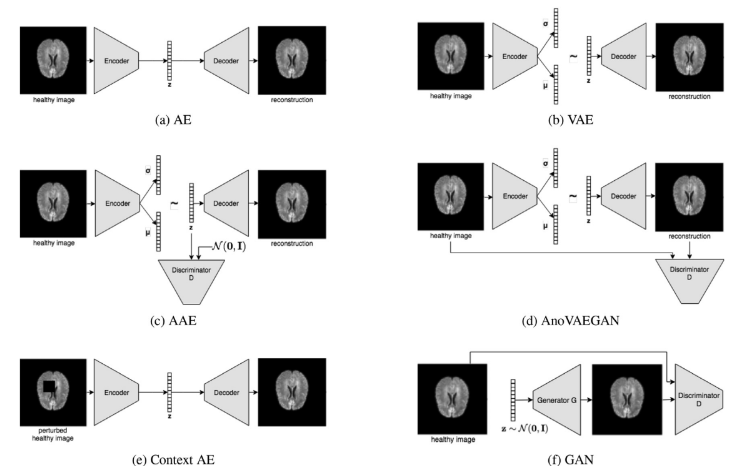 Encoder
Decoder
z
healthy image
reconstruction
(a) AE
σ
Encoder
~
Decoder
z
μ
healthy image
reconstruction
(b) VAE
σ
Encoder
~
Decoder
μ
z
healthy image
reconstruction
N(0, I)
Discriminator
D
(c) AAE
σ
Encoder
~
Decoder
μ
z
healthy image
reconstruction
Discriminator
D
(d) AnoVAEGAN
Encoder
Decoder
z
perturbed
healthy image
(e) Context AE
Generator G
Discriminator
D
z ~ N(0, I)
healthy image
(f) GAN